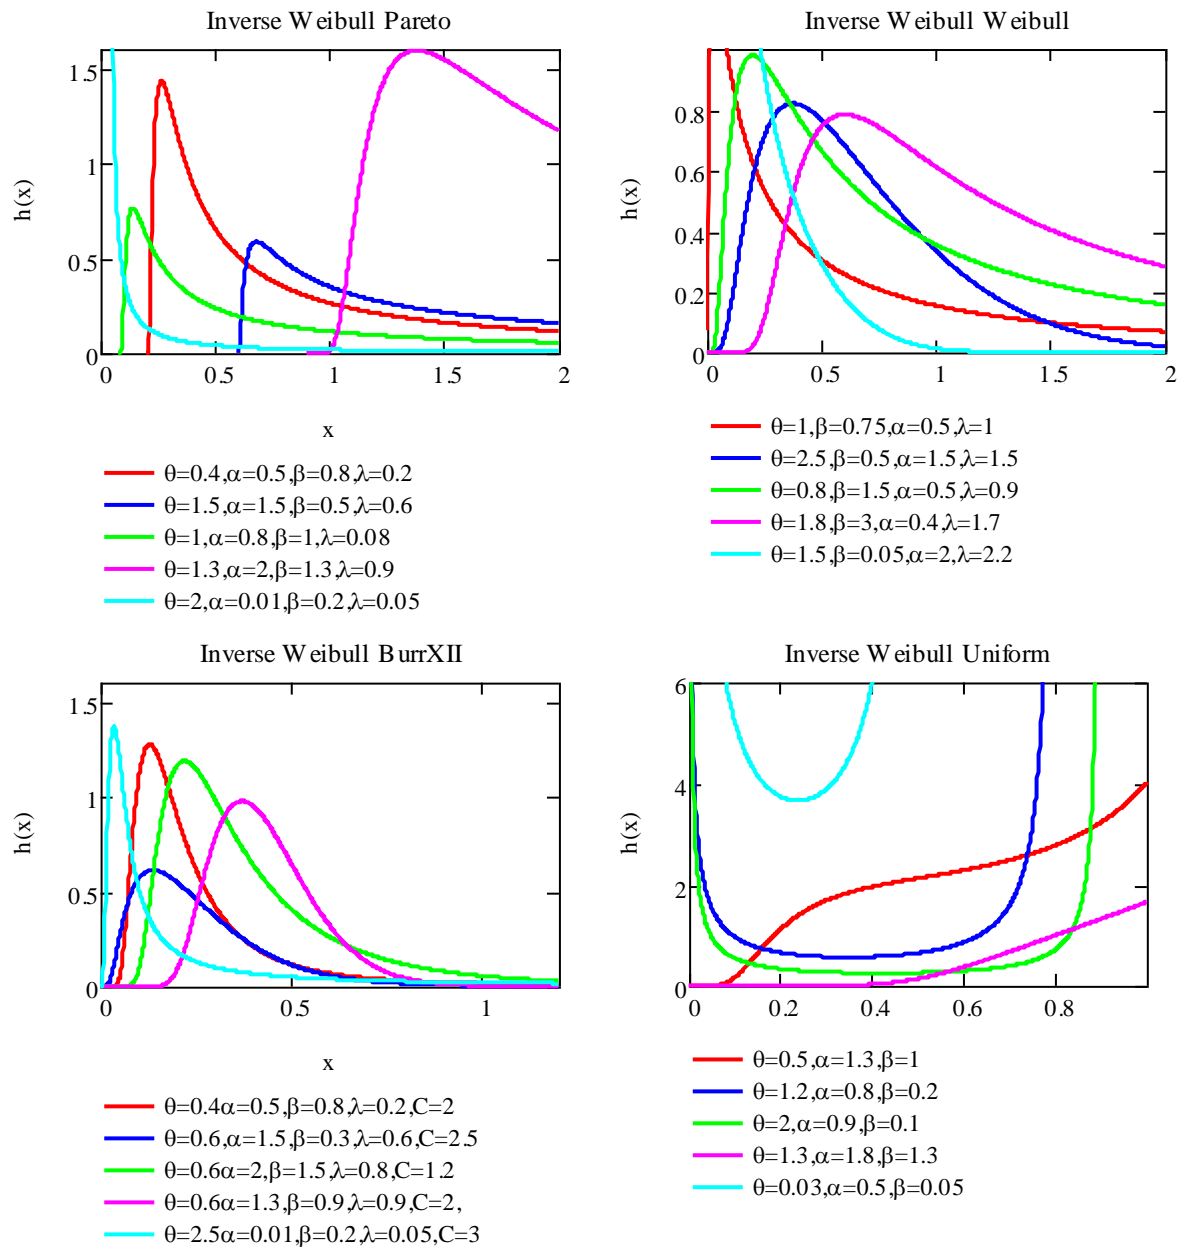 Inverse Weibull Pareto
1.5
1
0.5
0
h(x)
0
0.5
1
1.5
2
x
θ=0.4,α=0.5,β=0.8,λ=0.2
θ=1.5,α=1.5,β=0.5,λ=0.6
θ=1,α=0.8,β=1,λ=0.08
θ=1.3,α=2,β=1.3,λ=0.9
θ=2,α=0.01,β=0.2,λ=0.05
Inverse Weibull Weibull
0.8
0.6
0.4
0.2
0
h(x)
0
0.5
1
1.5
2
θ=1,β=0.75,α=0.5,λ=1
θ=2.5,β=0.5,α=1.5,λ=1.5
θ=0.8,β=1.5,α=0.5,λ=0.9
θ=1.8,β=3,α=0.4,λ=1.7
θ=1.5,β=0.05,α=2,λ=2.2
Inverse Weibull BurrXII
1.5
1
0.5
0
h(x)
0
0.5
1
x
θ=0.4α=0.5,β=0.8,λ=0.2,C=2
θ=0.6,α=1.5,β=0.3,λ=0.6,C=2.5
θ=0.6α=2,β=1.5,λ=0.8,C=1.2
θ=0.6α=1.3,β=0.9,λ=0.9,C=2,
θ=2.5α=0.01,β=0.2,λ=0.05,C=3
Inverse Weibull Uniform
6
4
2
0
h(x)
0
0.2
0.4
0.6
0.8
θ=0.5,α=1.3,β=1
θ=1.2,α=0.8,β=0.2
θ=2,α=0.9,β=0.1
θ=1.3,α=1.8,β=1.3
θ=0.03,α=0.5,β=0.05